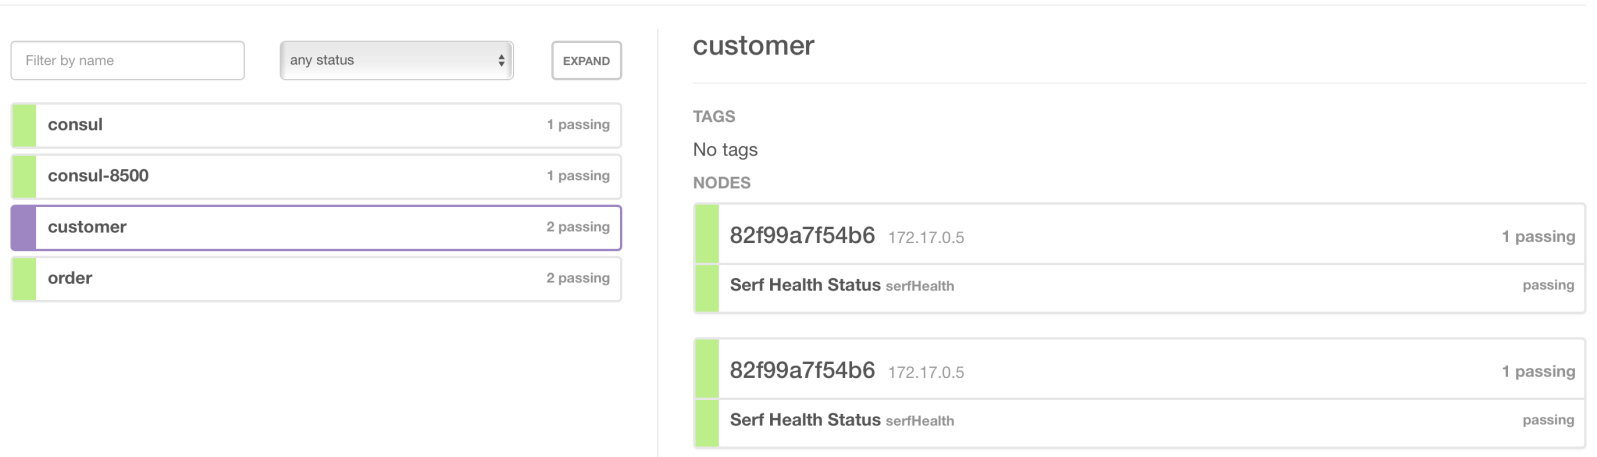 Filter by name
any status
EXPAND
consul 1 passing
consul-8500 1 passing
customer 2 passing
order 2 passing
customer
TAGS
No tags
NODES
82f99a7f54b6 172.17.0.5 1 passing
Serf Health Status serfHealth passing
82f99a7f54b6 172.17.0.5 1 passing
Serf Health Status serfHealth passing